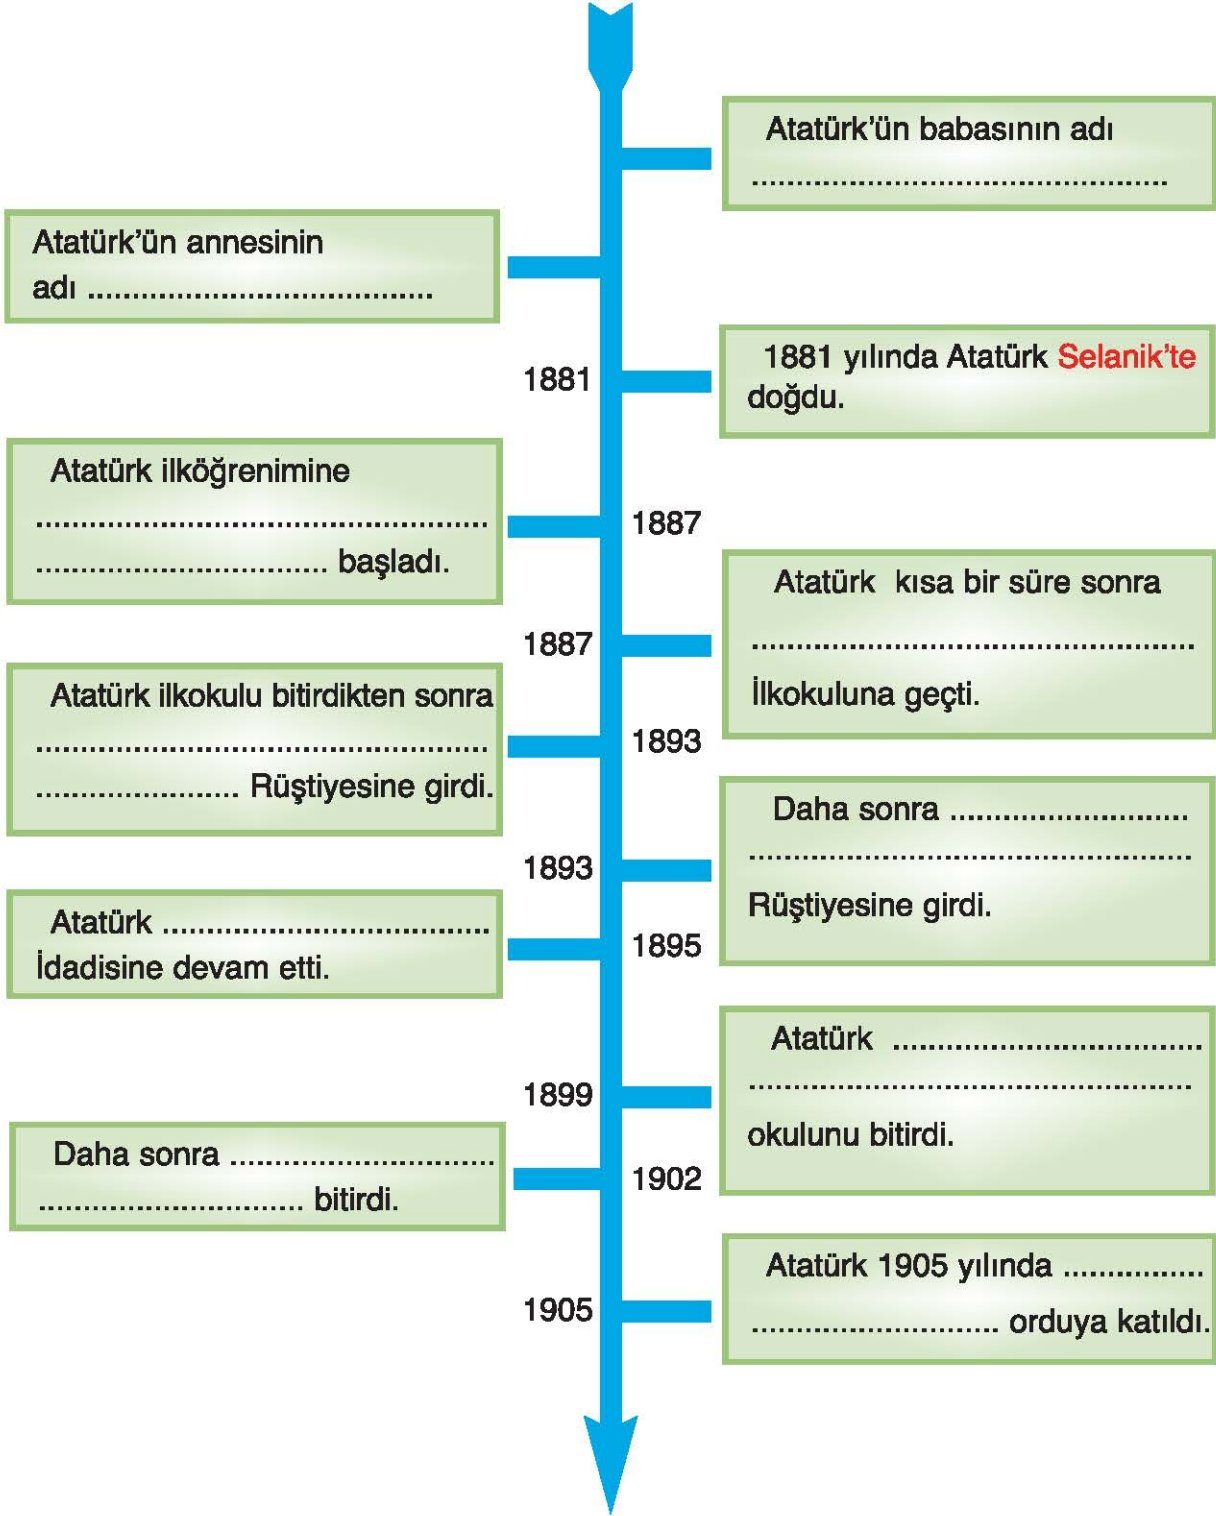 Atatürk’ün babasının adı
...............................................
Atatürk’ün annesinin
adı .......................................
1881
1881 yılında Atatürk Selanik’te
doğdu.
Atatürk ilköğrenimine
...................................................
................................. başladı.
1887
Atatürk kısa bir süre sonra
..................................................
İlkokuluna geçti.
1887
Atatürk ilkokulu bitirdikten sonra
...................................................
....................... Rüştiyesine girdi.
1893
Daha sonra ...........................
..................................................
Rüştiyesine girdi.
1893
Atatürk .....................................
İdadisine devam etti.
1895
Atatürk ...................................
..................................................
okulunu bitirdi.
1899
Daha sonra ..............................
.............................. bitirdi.
1902
Atatürk 1905 yılında ................
............................ orduya katıldı.
1905